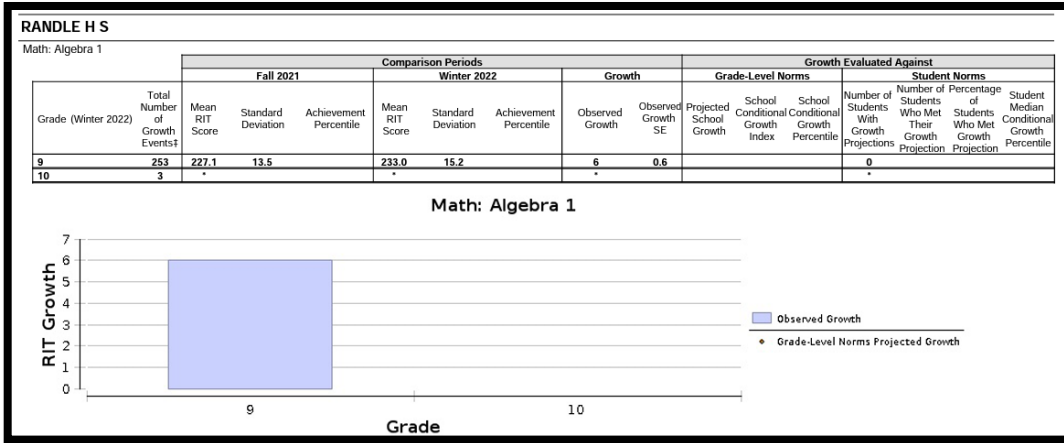 RANDLE H S
Math: Algebra 1
Comparison Periods Growth Evaluated Against
Fall 2021 Winter 2022 Growth Grade-Level Norms Student Norms
Grade (Winter 2022) Total Number of Growth Events‡ Mean RIT Score Standard Deviation Achievement Percentile Mean RIT Score Standard Deviation Achievement Percentile Observed Growth Observed Growth SE Projected School Growth School Conditional Growth Index School Conditional Growth Percentile Number of Students With Growth Projections Number of Students Who Met Their Growth Projection Percentage of Students Who Met Growth Projection Student Median Conditional Growth Percentile
9 253 227.1 13.5 233.0 15.2 6 0.6 0
10 3 * * * *
Math: Algebra 1
7
6
5
4
3
2
1
0
RIT Growth
9 10
Grade
Observed Growth
Grade-Level Norms Projected Growth